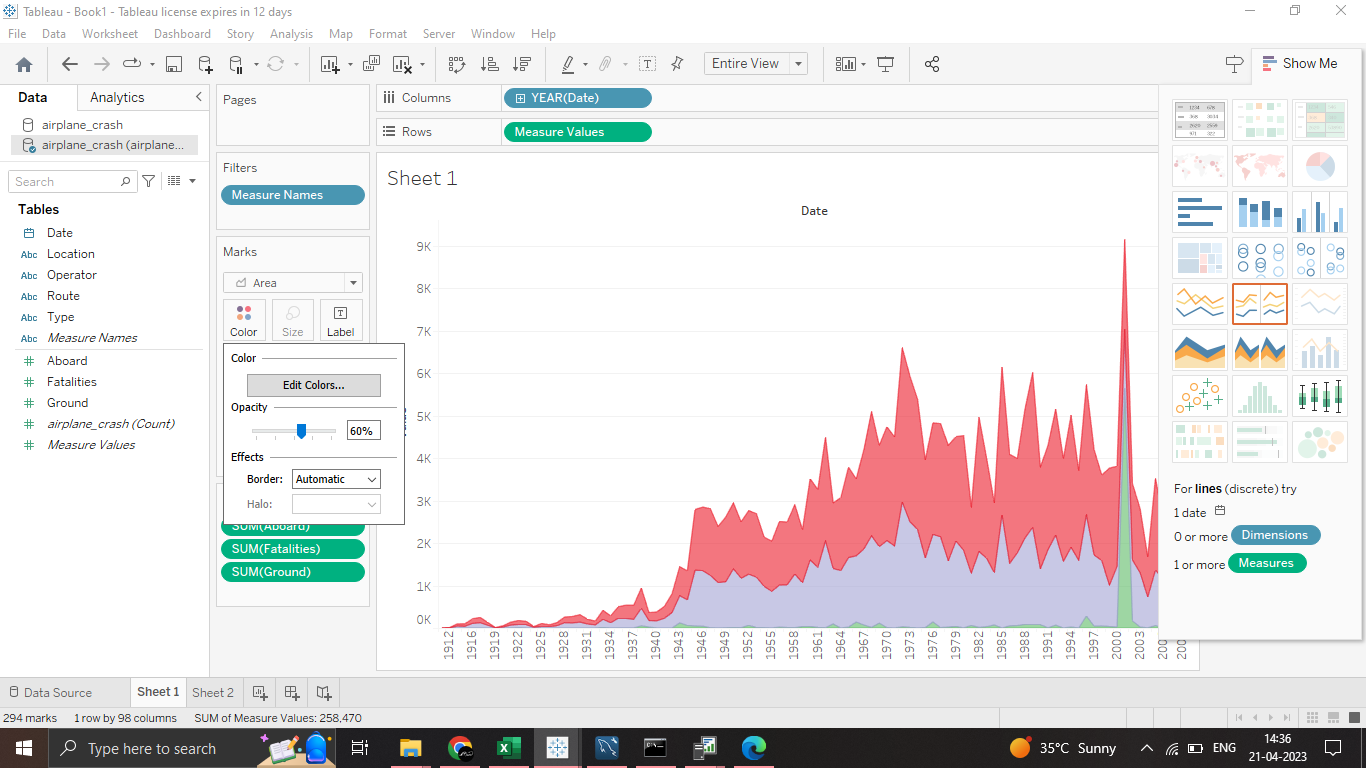 Tableau - Book1 - Tableau license expires in 12 days
File Data Worksheet Dashboard Story Analysis Map Format Server Window Help
Entire View
Show Me
Data Analytics
airplane_crash
airplane_crash (airplane...
Search
Tables
Date
Location
Operator
Route
Type
Measure Names
Aboard
Fatalities
Ground
airplane_crash (Count)
Measure Values
Pages
Filters
Measure Names
Marks
Area
Color Size Label
Color
Edit Colors...
Opacity
60%
Effects
Border: Automatic
Halo:
SUM(Aboard)
SUM(Fatalities)
SUM(Ground)
Columns YEAR(Date)
Rows Measure Values
Sheet 1
Date
9K
8K
7K
6K
5K
4K
3K
2K
1K
0K
1912 1916 1919 1922 1925 1928 1931 1934 1937 1940 1943 1946 1949 1952 1955 1958 1961 1964 1967 1970 1973 1976 1979 1982 1985 1988 1991 1994 1997 2000 2003
For lines (discrete) try
1 date
0 or more Dimensions
1 or more Measures
Data Source Sheet 1 Sheet 2
294 marks 1 row by 98 columns SUM of Measure Values: 258,470
Type here to search
35°C Sunny
ENG
14:36
21-04-2023